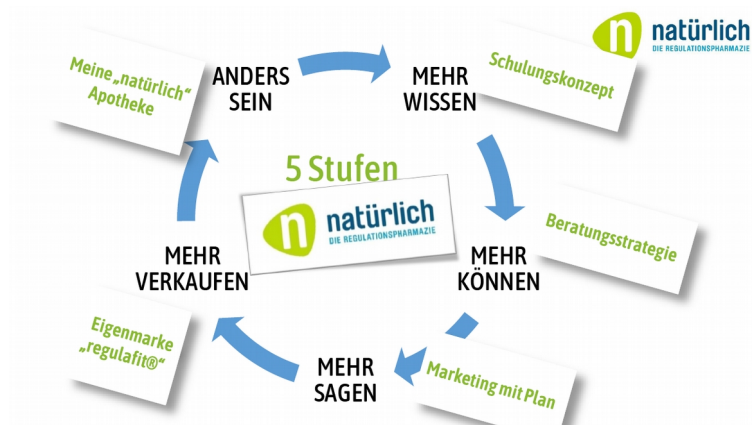 natürlich
DIE REGULATIONSPHARMAZIE
Meine „natürlich“
Apotheke
ANDERS
SEIN
MEHR
WISSEN
Schulungskonzept
5 Stufen
natürlich
DIE REGULATIONSPHARMAZIE
Beratungsstrategie
MEHR
VERKAUFEN
MEHR
KÖNNEN
Eigenmarke
„regulafit®“
MEHR
SAGEN
Marketing mit Plan